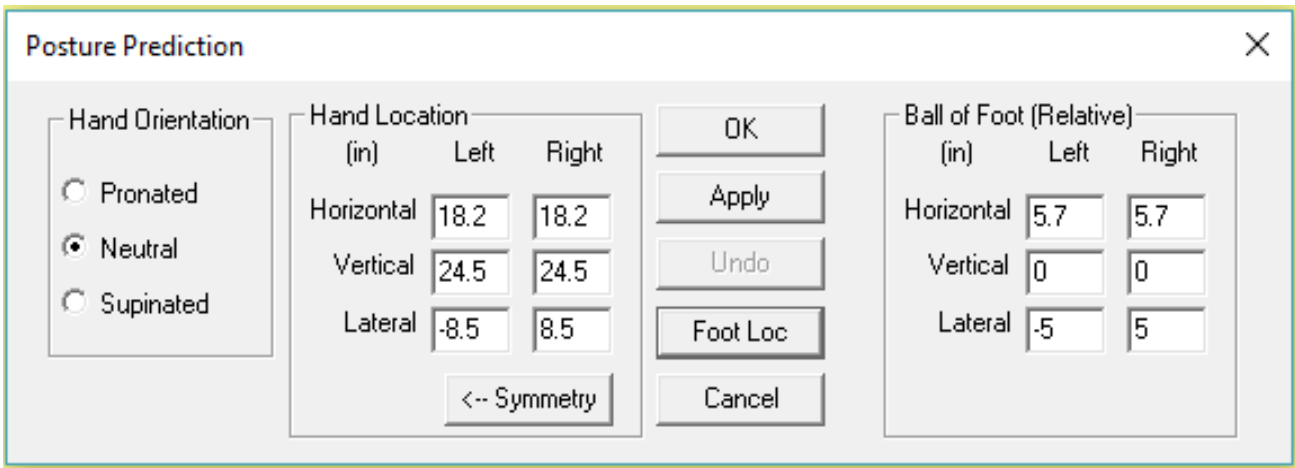 Posture Prediction
Hand Orientation
Pronated
Neutral
Supinated
Hand Location
(in) Left Right
Horizontal 18.2 18.2
Vertical 24.5 24.5
Lateral -8.5 8.5
<-- Symmetry
OK
Apply
Undo
Foot Loc
Cancel
Ball of Foot (Relative)
(in) Left Right
Horizontal 5.7 5.7
Vertical 0 0
Lateral -5 5